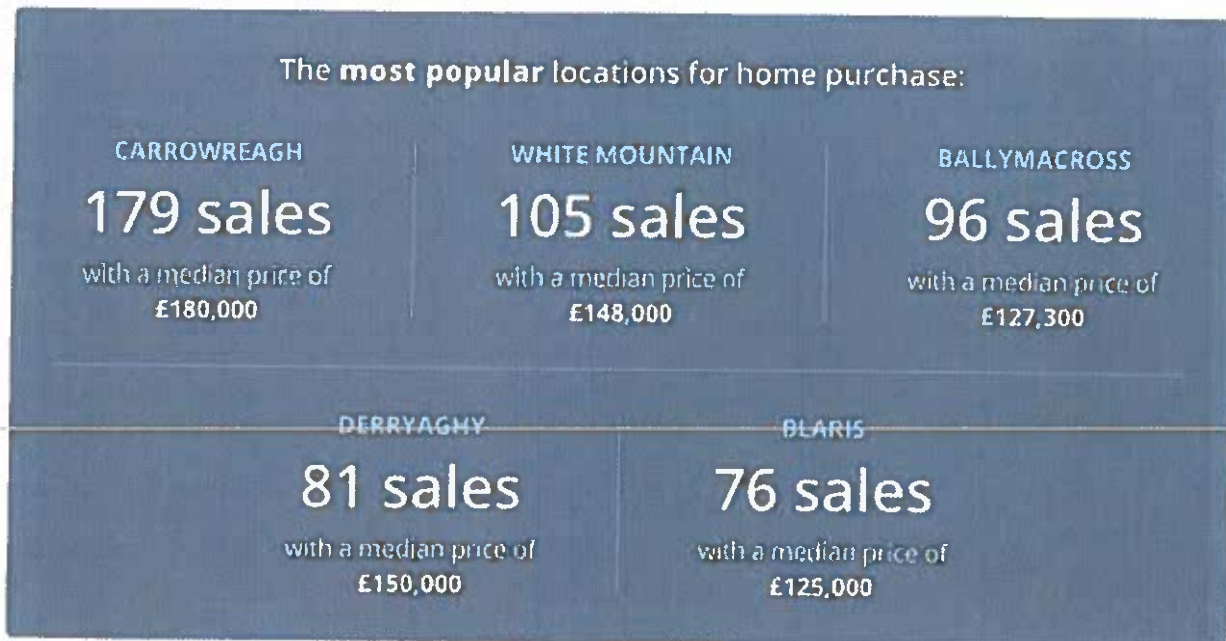 The most popular locations for home purchase:
CARROWREAGH
179 sales
with a median price of
£180,000
WHITE MOUNTAIN
105 sales
with a median price of
£148,000
BALLYMACROSS
96 sales
with a median price of
£127,300
DERRYAGHY
81 sales
with a median price of
£150,000
BLARIS
76 sales
with a median price of
£125,000